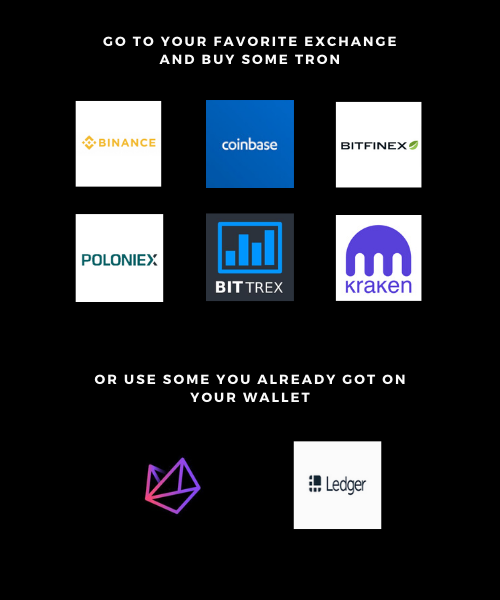 GO TO YOUR FAVORITE EXCHANGE
AND BUY SOME TRON
BINANCE
coinbase
BITFINEX
POLONIEX
BITTREX
kraken
OR USE SOME YOU ALREADY GOT ON
YOUR WALLET
Ledger